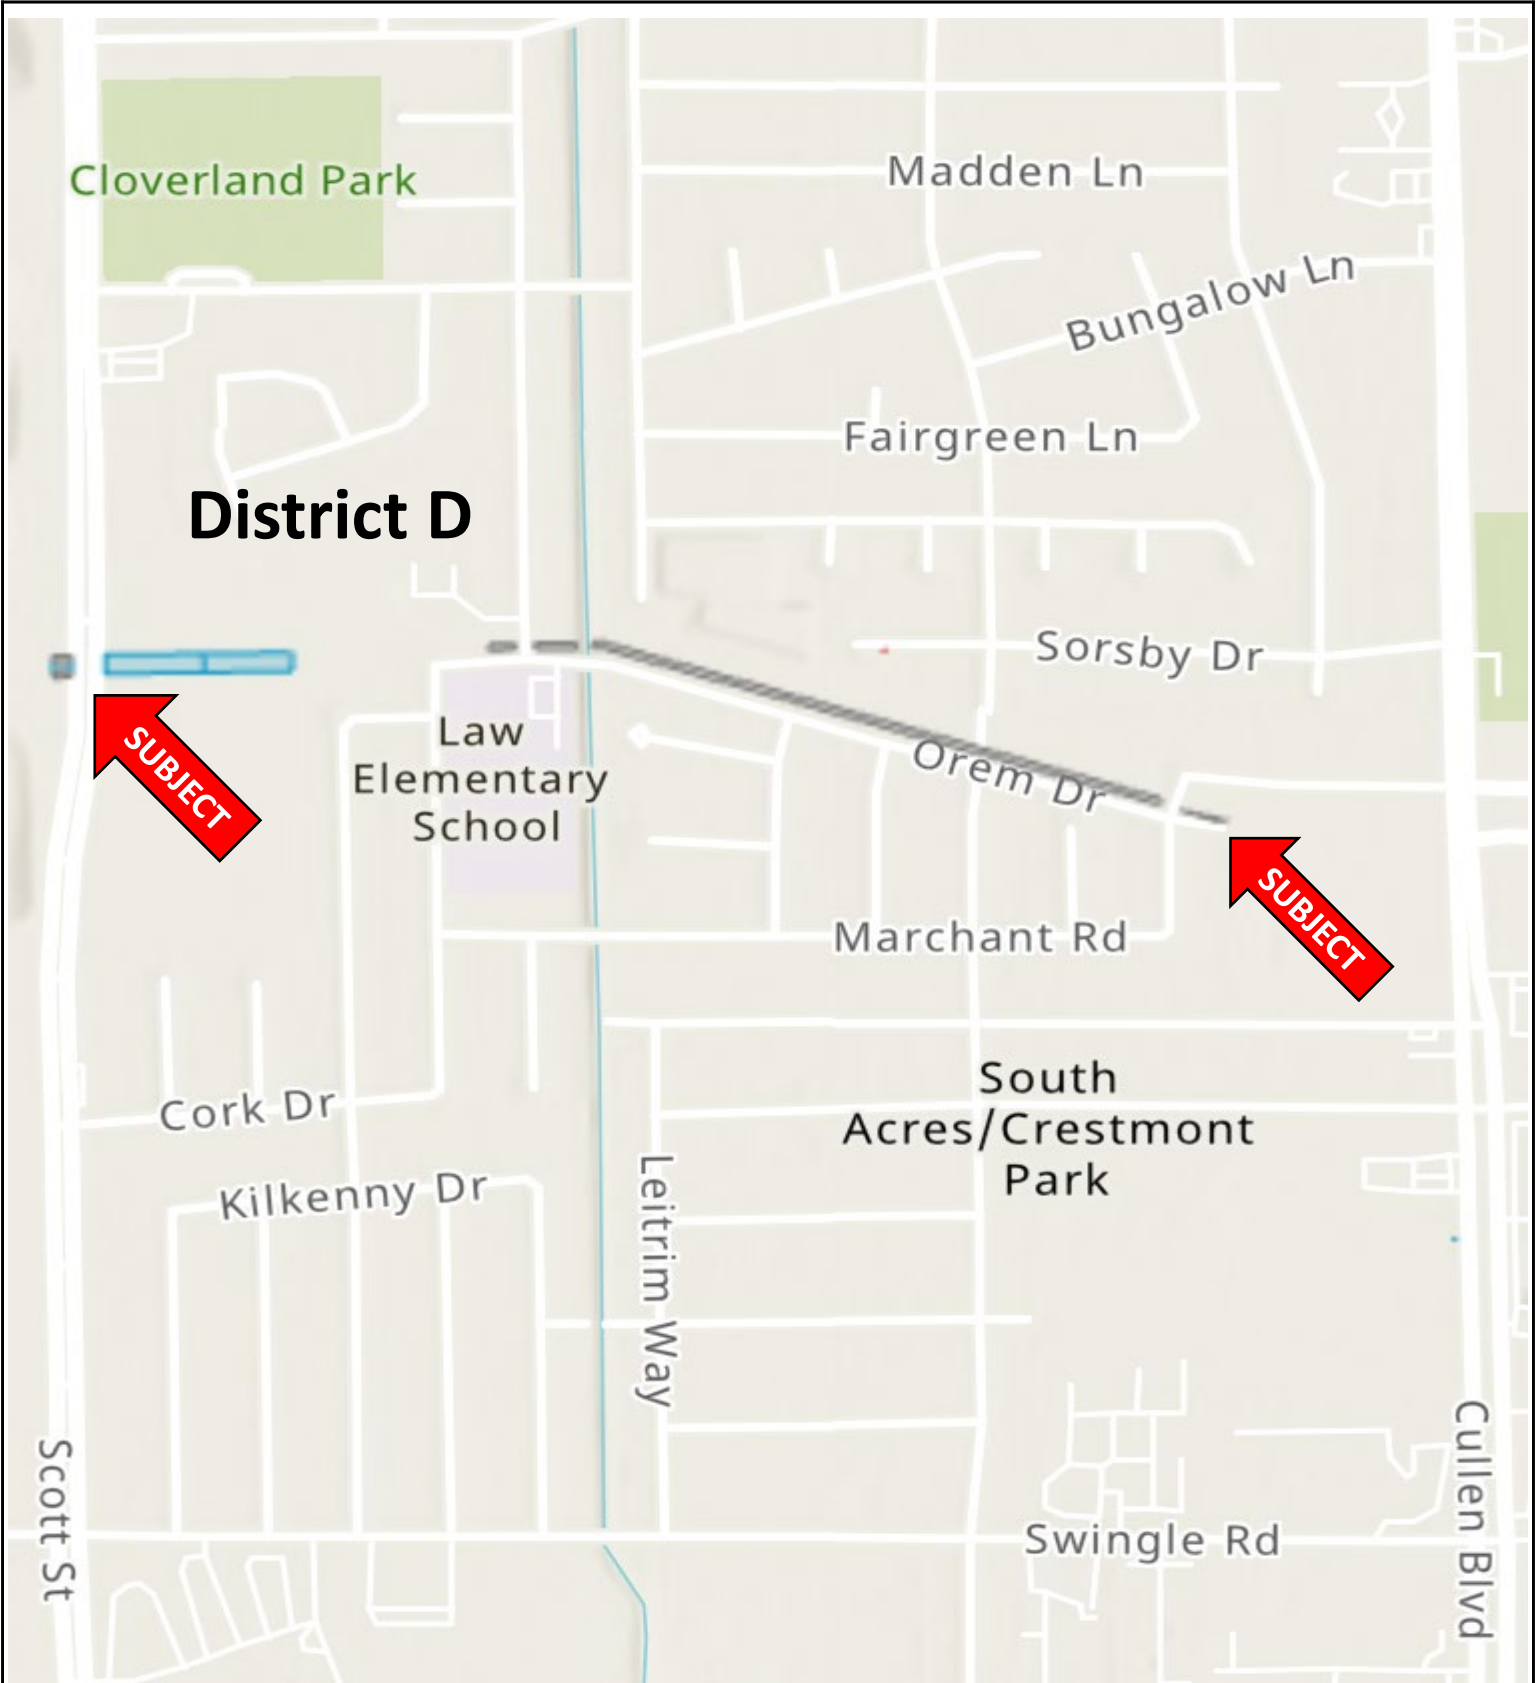 Cloverland Park
Madden Ln
Bungalow Ln
Fairgreen Ln
District D
Sorsby Dr
Law
Elementary
School
Orem Dr
SUBJECT
SUBJECT
Marchant Rd
South
Acres/Crestmont
Park
Cork Dr
Kilkenny Dr
Leitrim Way
Scott St
Cullen Blvd
Swingle Rd